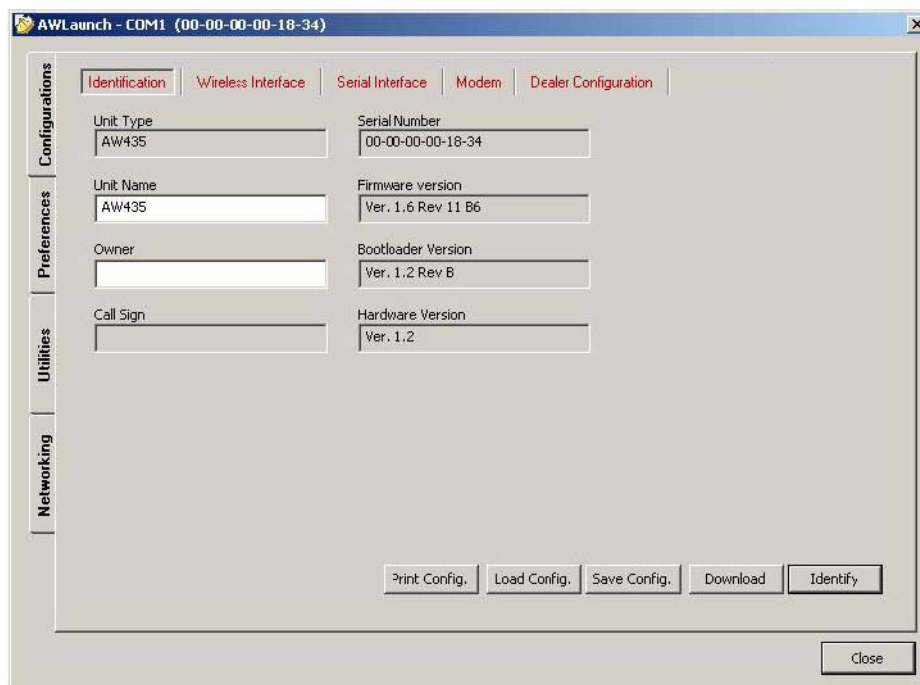 AWLaunch - COM1 (00-00-00-00-18-34)
Configurations
Preferences
Utilities
Networking
Identification Wireless Interface Serial Interface Modem Dealer Configuration
Unit Type Serial Number
AW435 00-00-00-00-18-34
Unit Name Firmware version
AW435 Ver. 1.6 Rev 11 B6
Owner Bootloader Version
Ver. 1.2 Rev B
Call Sign Hardware Version
Ver. 1.2
Print Config. Load Config. Save Config. Download Identify
Close